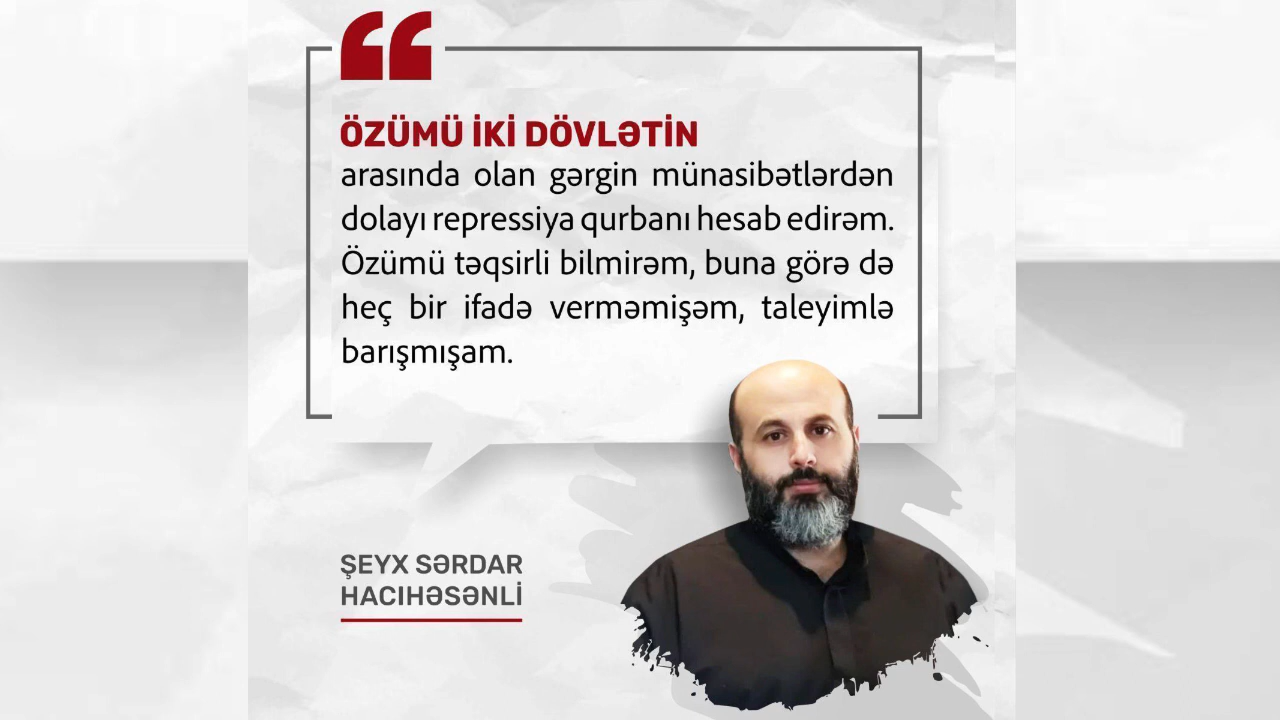 ÖZÜMÜ İKİ DÖVLƏTİN
arasında olan gərgin münasibətlərdən
dolayı repressiya qurbanı hesab edirəm.
Özümü təqsirli bilmirəm, buna görə də
heç bir ifadə verməmişəm, taleyimlə
barışmışam.
ŞEYX SƏRDAR
HACIHƏSƏNLİ